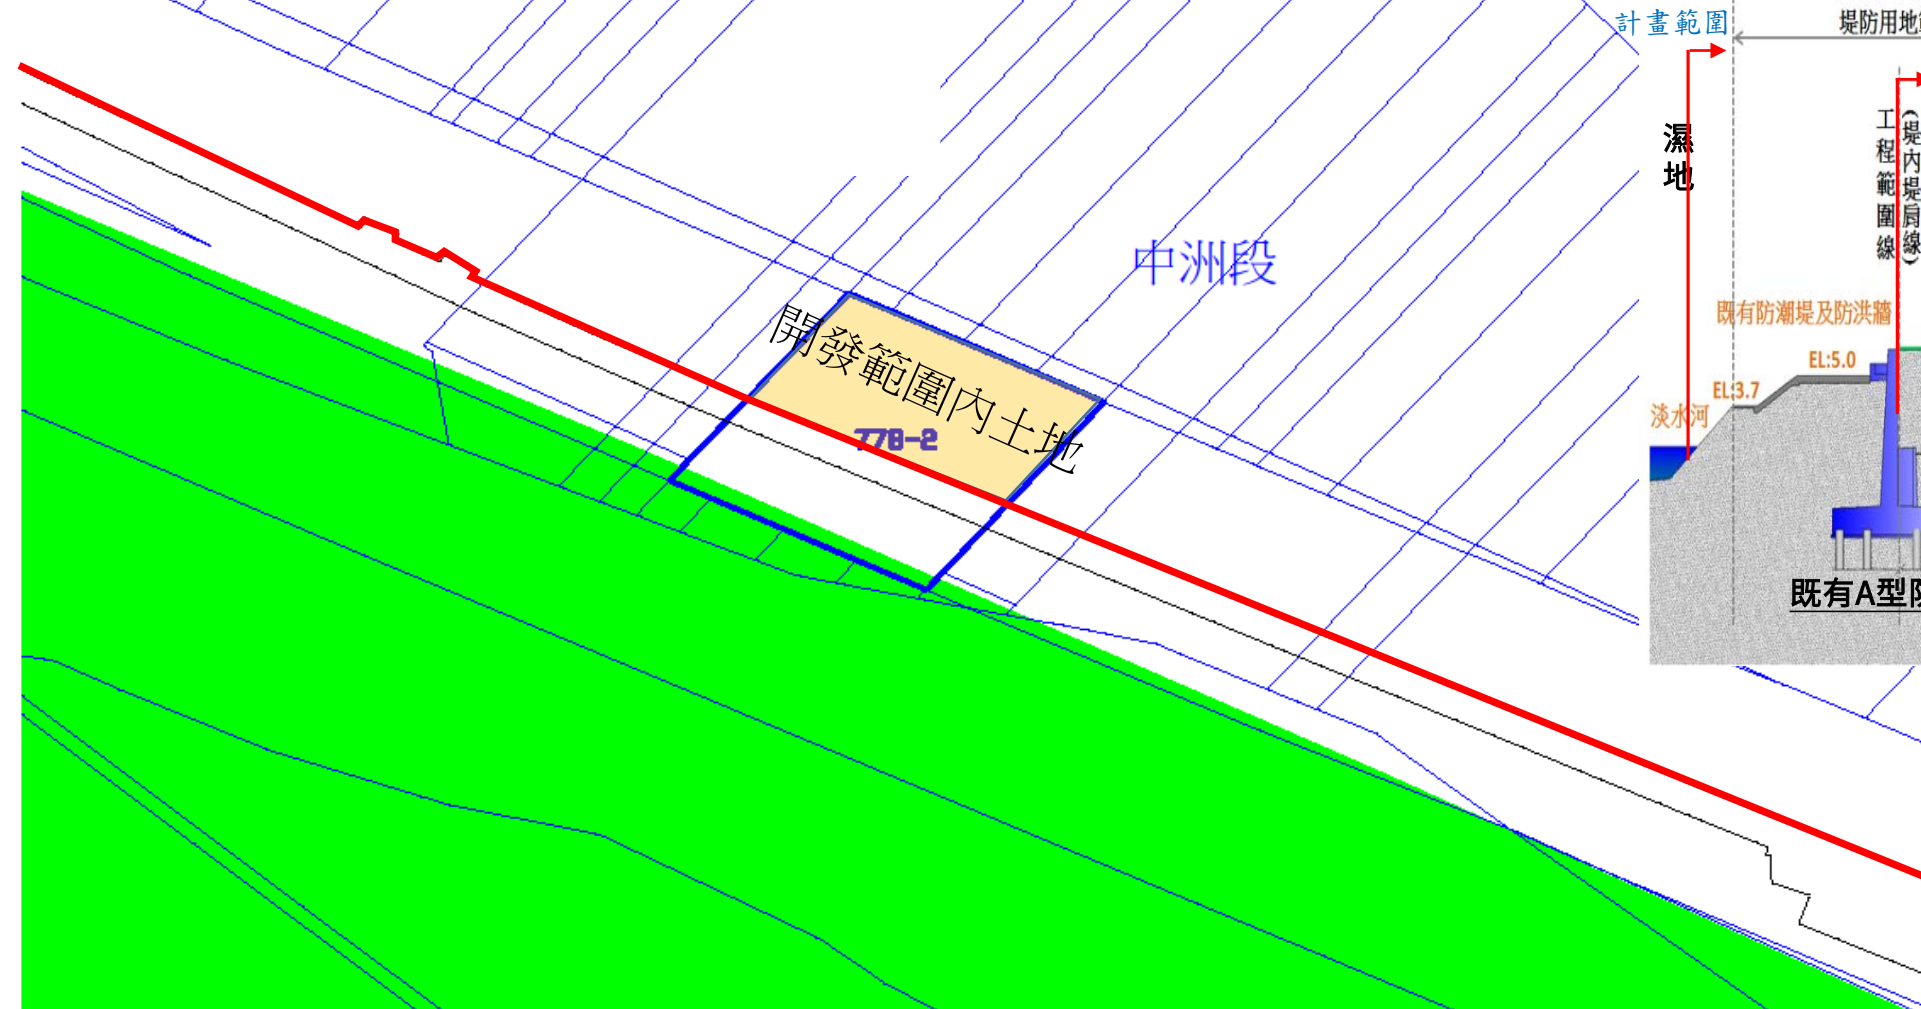 計畫範圍
堤防用地
濕地
工程範圍線
(堤內堤肩線)
中洲段
開發範圍內土地
778-2
既有防潮堤及防洪牆
EL:5.0
EL:3.7
淡水河
既有A型防